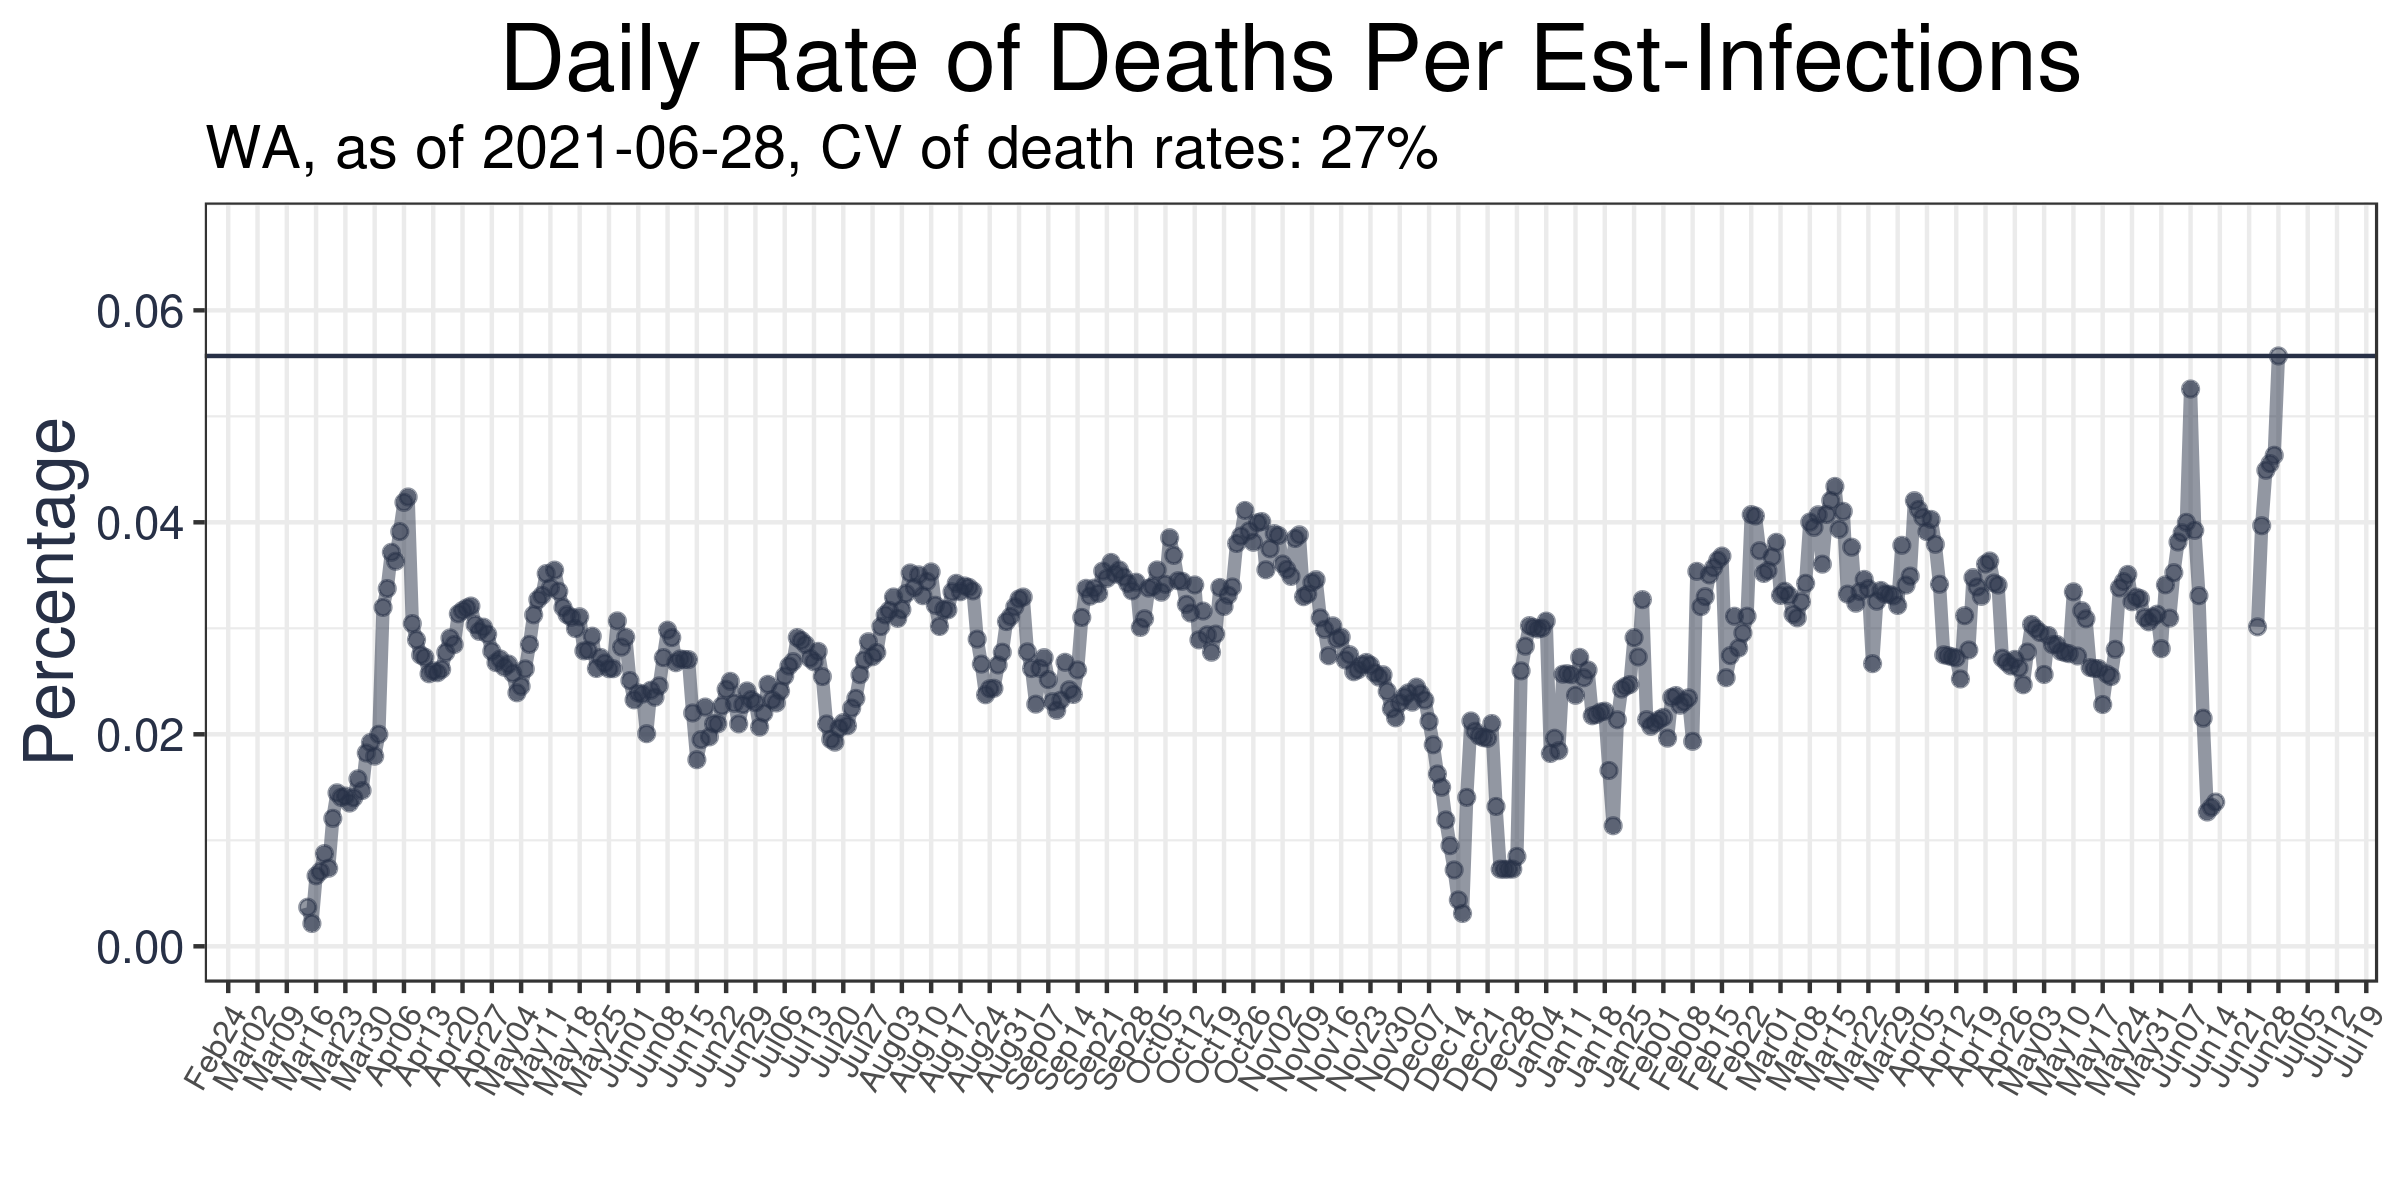 Daily Rate of Deaths Per Est-Infections
WA, as of 2021-06-28, CV of death rates: 27%
Percentage
0.06
0.04
0.02
0.00
Feb24
Mar02
Mar09
Mar16
Mar23
Mar30
Apr06
Apr13
Apr20
Apr27
May04
May11
May18
May25
Jun01
Jun08
Jun15
Jun22
Jun29
Jul06
Jul13
Jul20
Jul27
Aug03
Aug10
Aug17
Aug24
Aug31
Sep07
Sep14
Sep21
Sep28
Oct05
Oct12
Oct19
Oct26
Nov02
Nov09
Nov16
Nov23
Nov30
Dec07
Dec14
Dec21
Dec28
Jan04
Jan11
Jan18
Jan25
Feb01
Feb08
Feb15
Feb22
Mar01
Mar08
Mar15
Mar22
Mar29
Apr05
Apr12
Apr19
Apr26
May03
May10
May17
May24
May31
Jun07
Jun14
Jun21
Jun28
Jul05
Jul12
Jul19